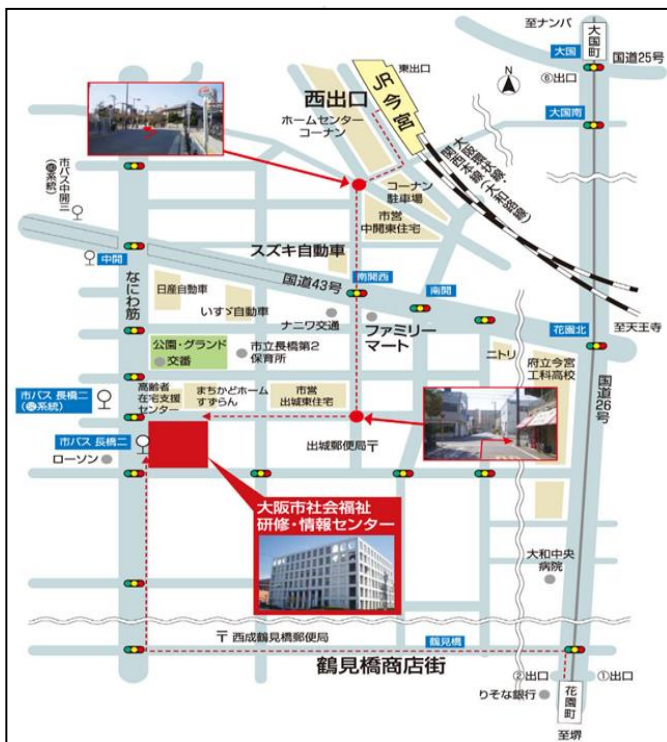 至ナンバ
大国町
大国
国道25号
⑥出口
大国南
N
JR今宮
東出口
西出口
ホームセンター
コーナン
大阪環状線
関西本線(大和路線)
市バス中開三
コーナン
駐車場
市営
中開東住宅
スズキ自動車
中開
なにわ筋
国道43号
南開西
南開
日産自動車
いすゞ自動車
ナニワ交通
ファミリー
マート
花園北
至天王寺
公園・グランド
交番
市立長橋第2
保育所
ニトリ
府立今宮
工科高校
国道26号
市バス 長橋二
高齢者
在宅支援
センター
まちかどホーム
すずらん
市営
出城東住宅
市バス 長橋二
ローソン
出城郵便局〒
大阪市社会福祉
研修・情報センター
大和中央
病院
〒西成鶴見橋郵便局
鶴見橋
鶴見橋商店街
②出口
①出口
りそな銀行
花園町
至堺